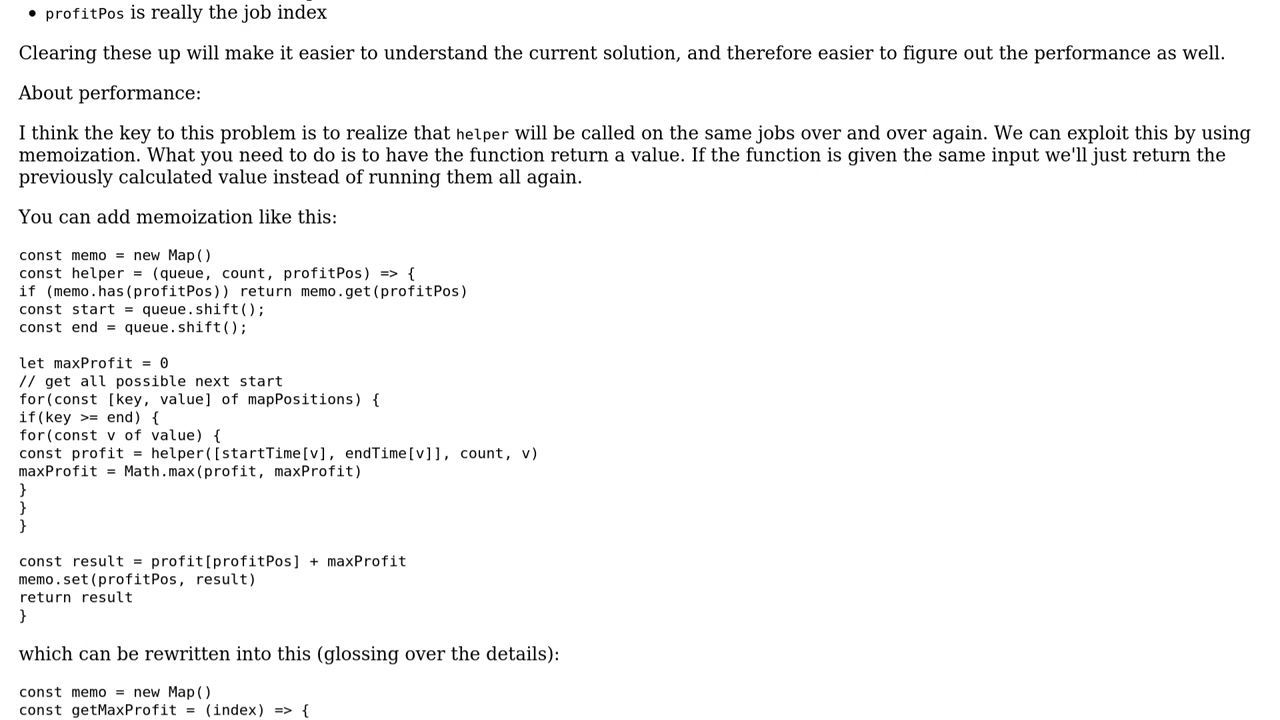 • profitPos is really the job index
Clearing these up will make it easier to understand the current solution, and therefore easier to figure out the performance as well.
About performance:
I think the key to this problem is to realize that helper will be called on the same jobs over and over again. We can exploit this by using
memoization. What you need to do is to have the function return a value. If the function is given the same input we'll just return the
previously calculated value instead of running them all again.
You can add memoization like this:
const memo = new Map()
const helper = (queue, count, profitPos) => {
if (memo.has(profitPos)) return memo.get(profitPos)
const start = queue.shift();
const end = queue.shift();
let maxProfit = 0
// get all possible next start
for(const [key, value] of mapPositions) {
if(key >= end) {
for(const v of value) {
const profit = helper([startTime[v], endTime[v]], count, v)
maxProfit = Math.max(profit, maxProfit)
}
}
}
const result = profit[profitPos] + maxProfit
memo.set(profitPos, result)
return result
}
which can be rewritten into this (glossing over the details):
const memo = new Map()
const getMaxProfit = (index) => {